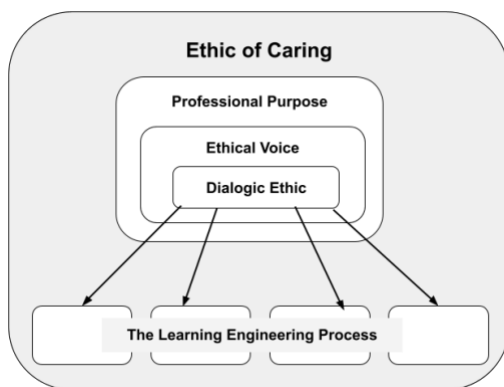 Ethic of Caring
Professional Purpose
Ethical Voice
Dialogic Ethic
The Learning Engineering Process